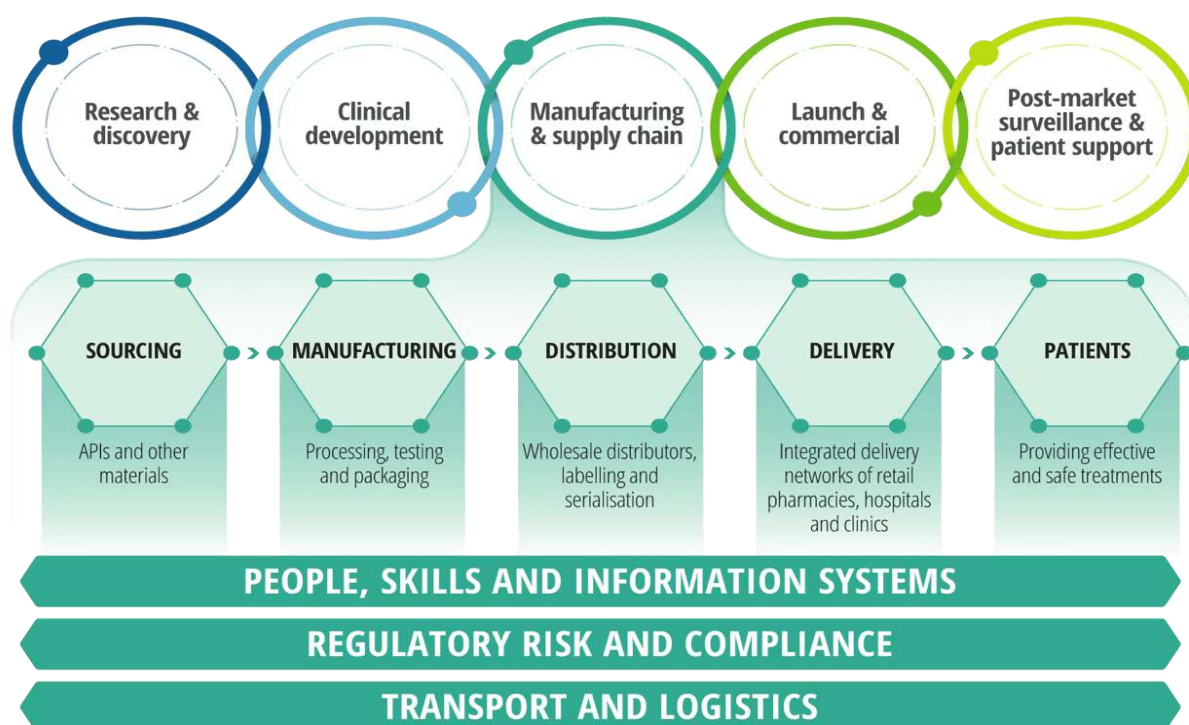 Research &
discovery
Clinical
development
Manufacturing
& supply chain
Launch &
commercial
Post-market
surveillance &
patient support
SOURCING
MANUFACTURING
DISTRIBUTION
DELIVERY
PATIENTS
APIs and other
materials
Processing, testing
and packaging
Wholesale distributors,
labelling and
serialisation
Integrated delivery
networks of retail
pharmacies, hospitals
and clinics
Providing effective
and safe treatments
PEOPLE, SKILLS AND INFORMATION SYSTEMS
REGULATORY RISK AND COMPLIANCE
TRANSPORT AND LOGISTICS